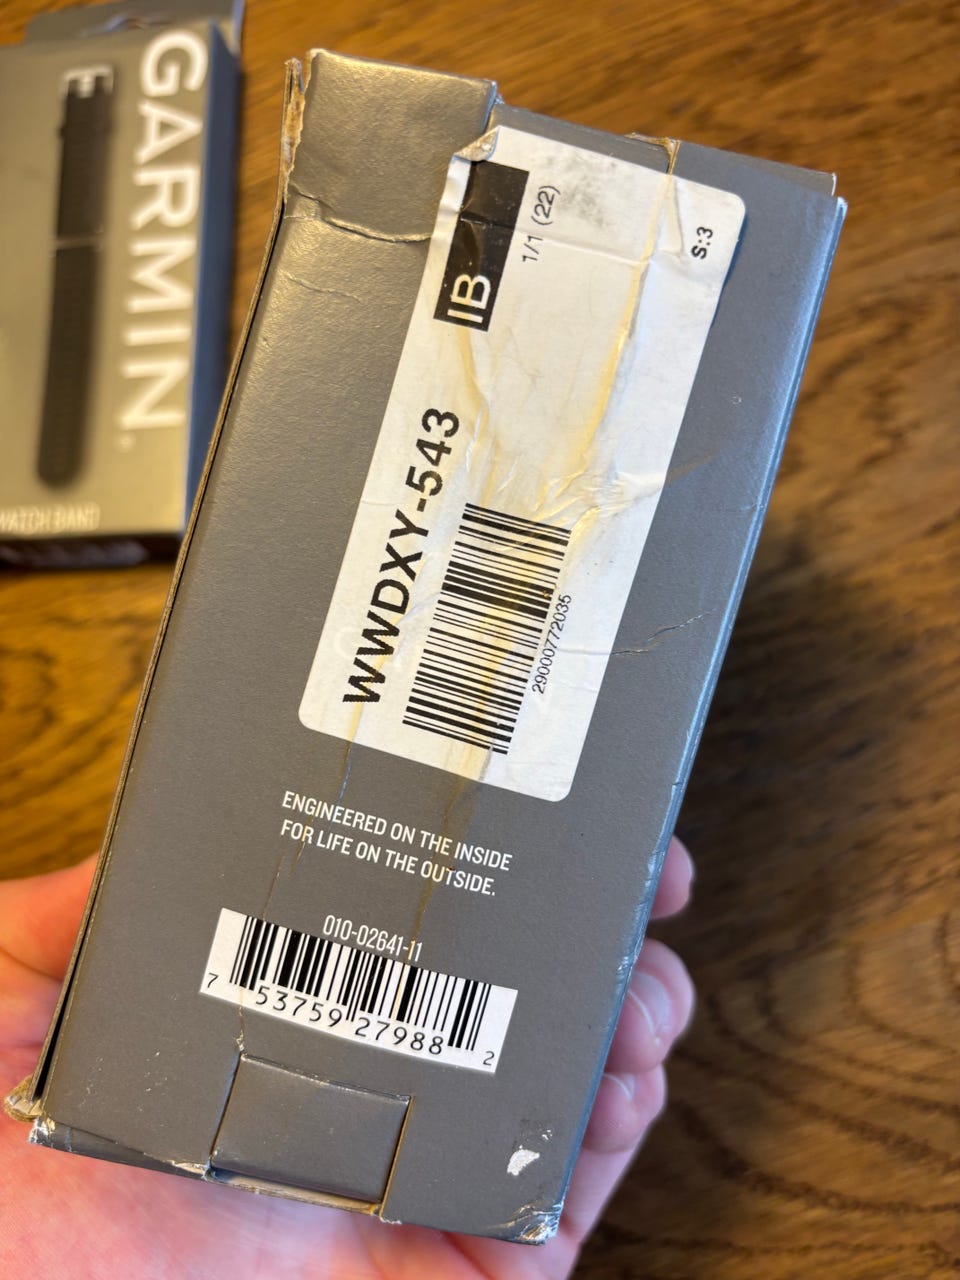 GARMIN
WATCH BAND
IB
1/1 (22)
S:3
WWDXY-543
29000772035
ENGINEERED ON THE INSIDE
FOR LIFE ON THE OUTSIDE.
010-02641-11
7 53759 27988 2